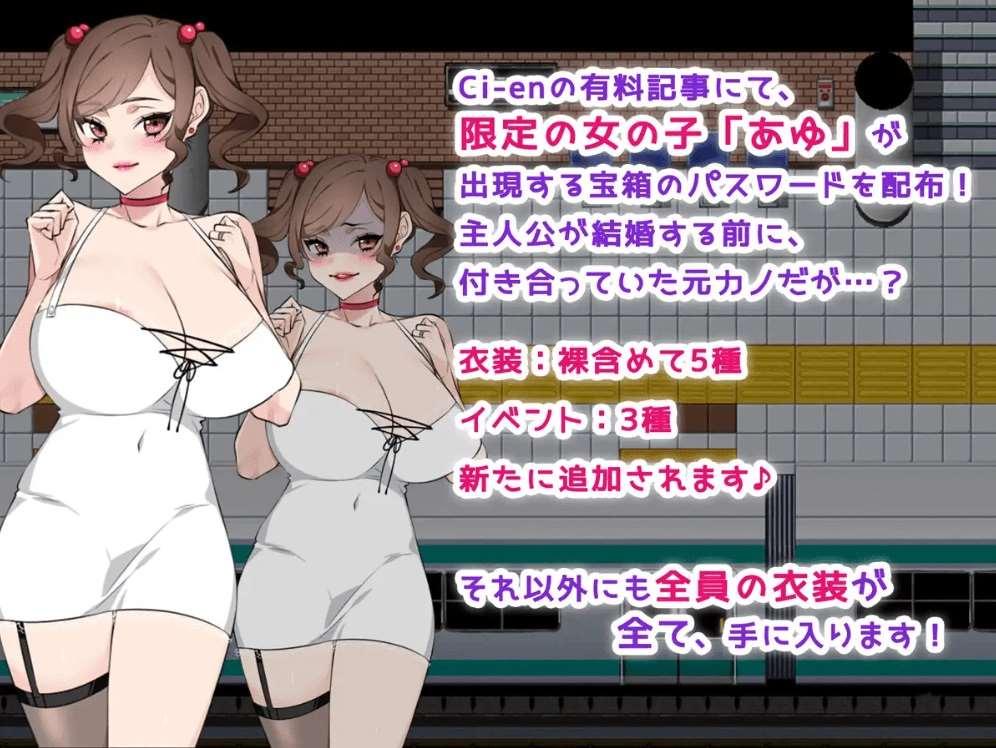 Ci-enの有料記事にて、
限定の女の子「あゆ」が
出現する宝箱のパスワードを配布！
主人公が結婚する前に、
付き合っていた元カノだが…？
衣装：裸含めて5種
イベント：3種
新たに追加されます♪
それ以外にも全員の衣装が
全て、手に入ります！